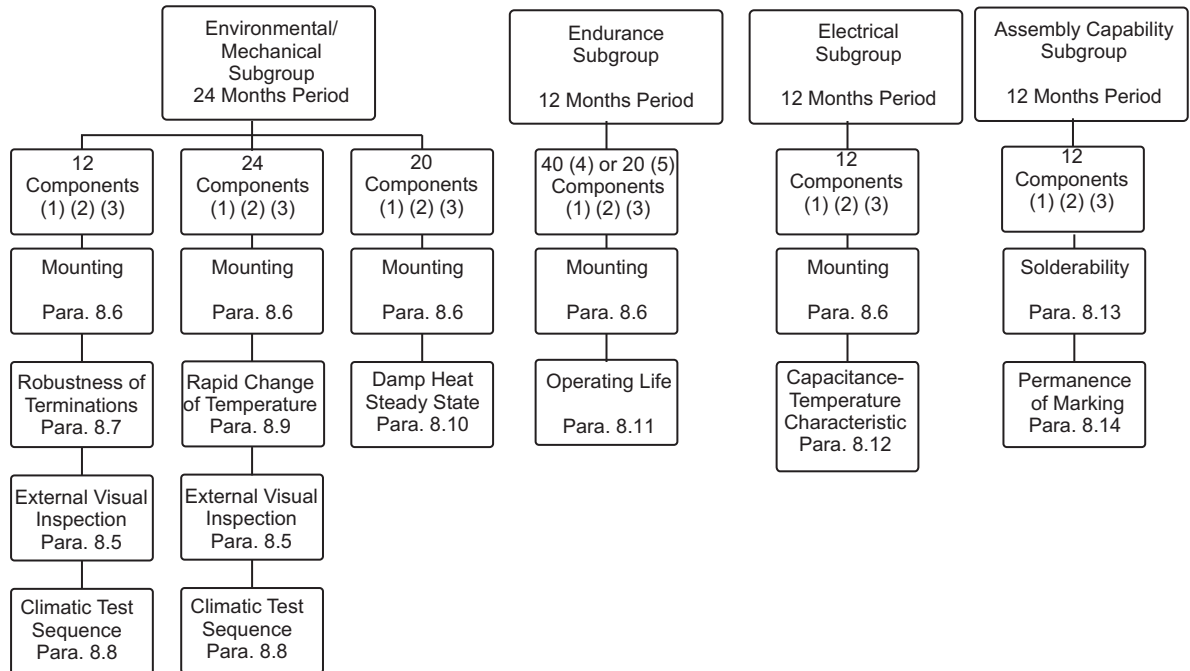 Environmental/
Mechanical
Subgroup
24 Months Period
Endurance
Subgroup
12 Months Period
Electrical
Subgroup
12 Months Period
Assembly Capability
Subgroup
12 Months Period
12
Components
(1) (2) (3)
24
Components
(1) (2) (3)
20
Components
(1) (2) (3)
40 (4) or 20 (5)
Components
(1) (2) (3)
12
Components
(1) (2) (3)
12
Components
(1) (2) (3)
Mounting
Para. 8.6
Mounting
Para. 8.6
Mounting
Para. 8.6
Mounting
Para. 8.6
Mounting
Para. 8.6
Solderability
Para. 8.13
Robustness of
Terminations
Para. 8.7
Rapid Change
of Temperature
Para. 8.9
Damp Heat
Steady State
Para. 8.10
Operating Life
Para. 8.11
Capacitance-
Temperature
Characteristic
Para. 8.12
Permanence
of Marking
Para. 8.14
External Visual
Inspection
Para. 8.5
External Visual
Inspection
Para. 8.5
Climatic Test
Sequence
Para. 8.8
Climatic Test
Sequence
Para. 8.8